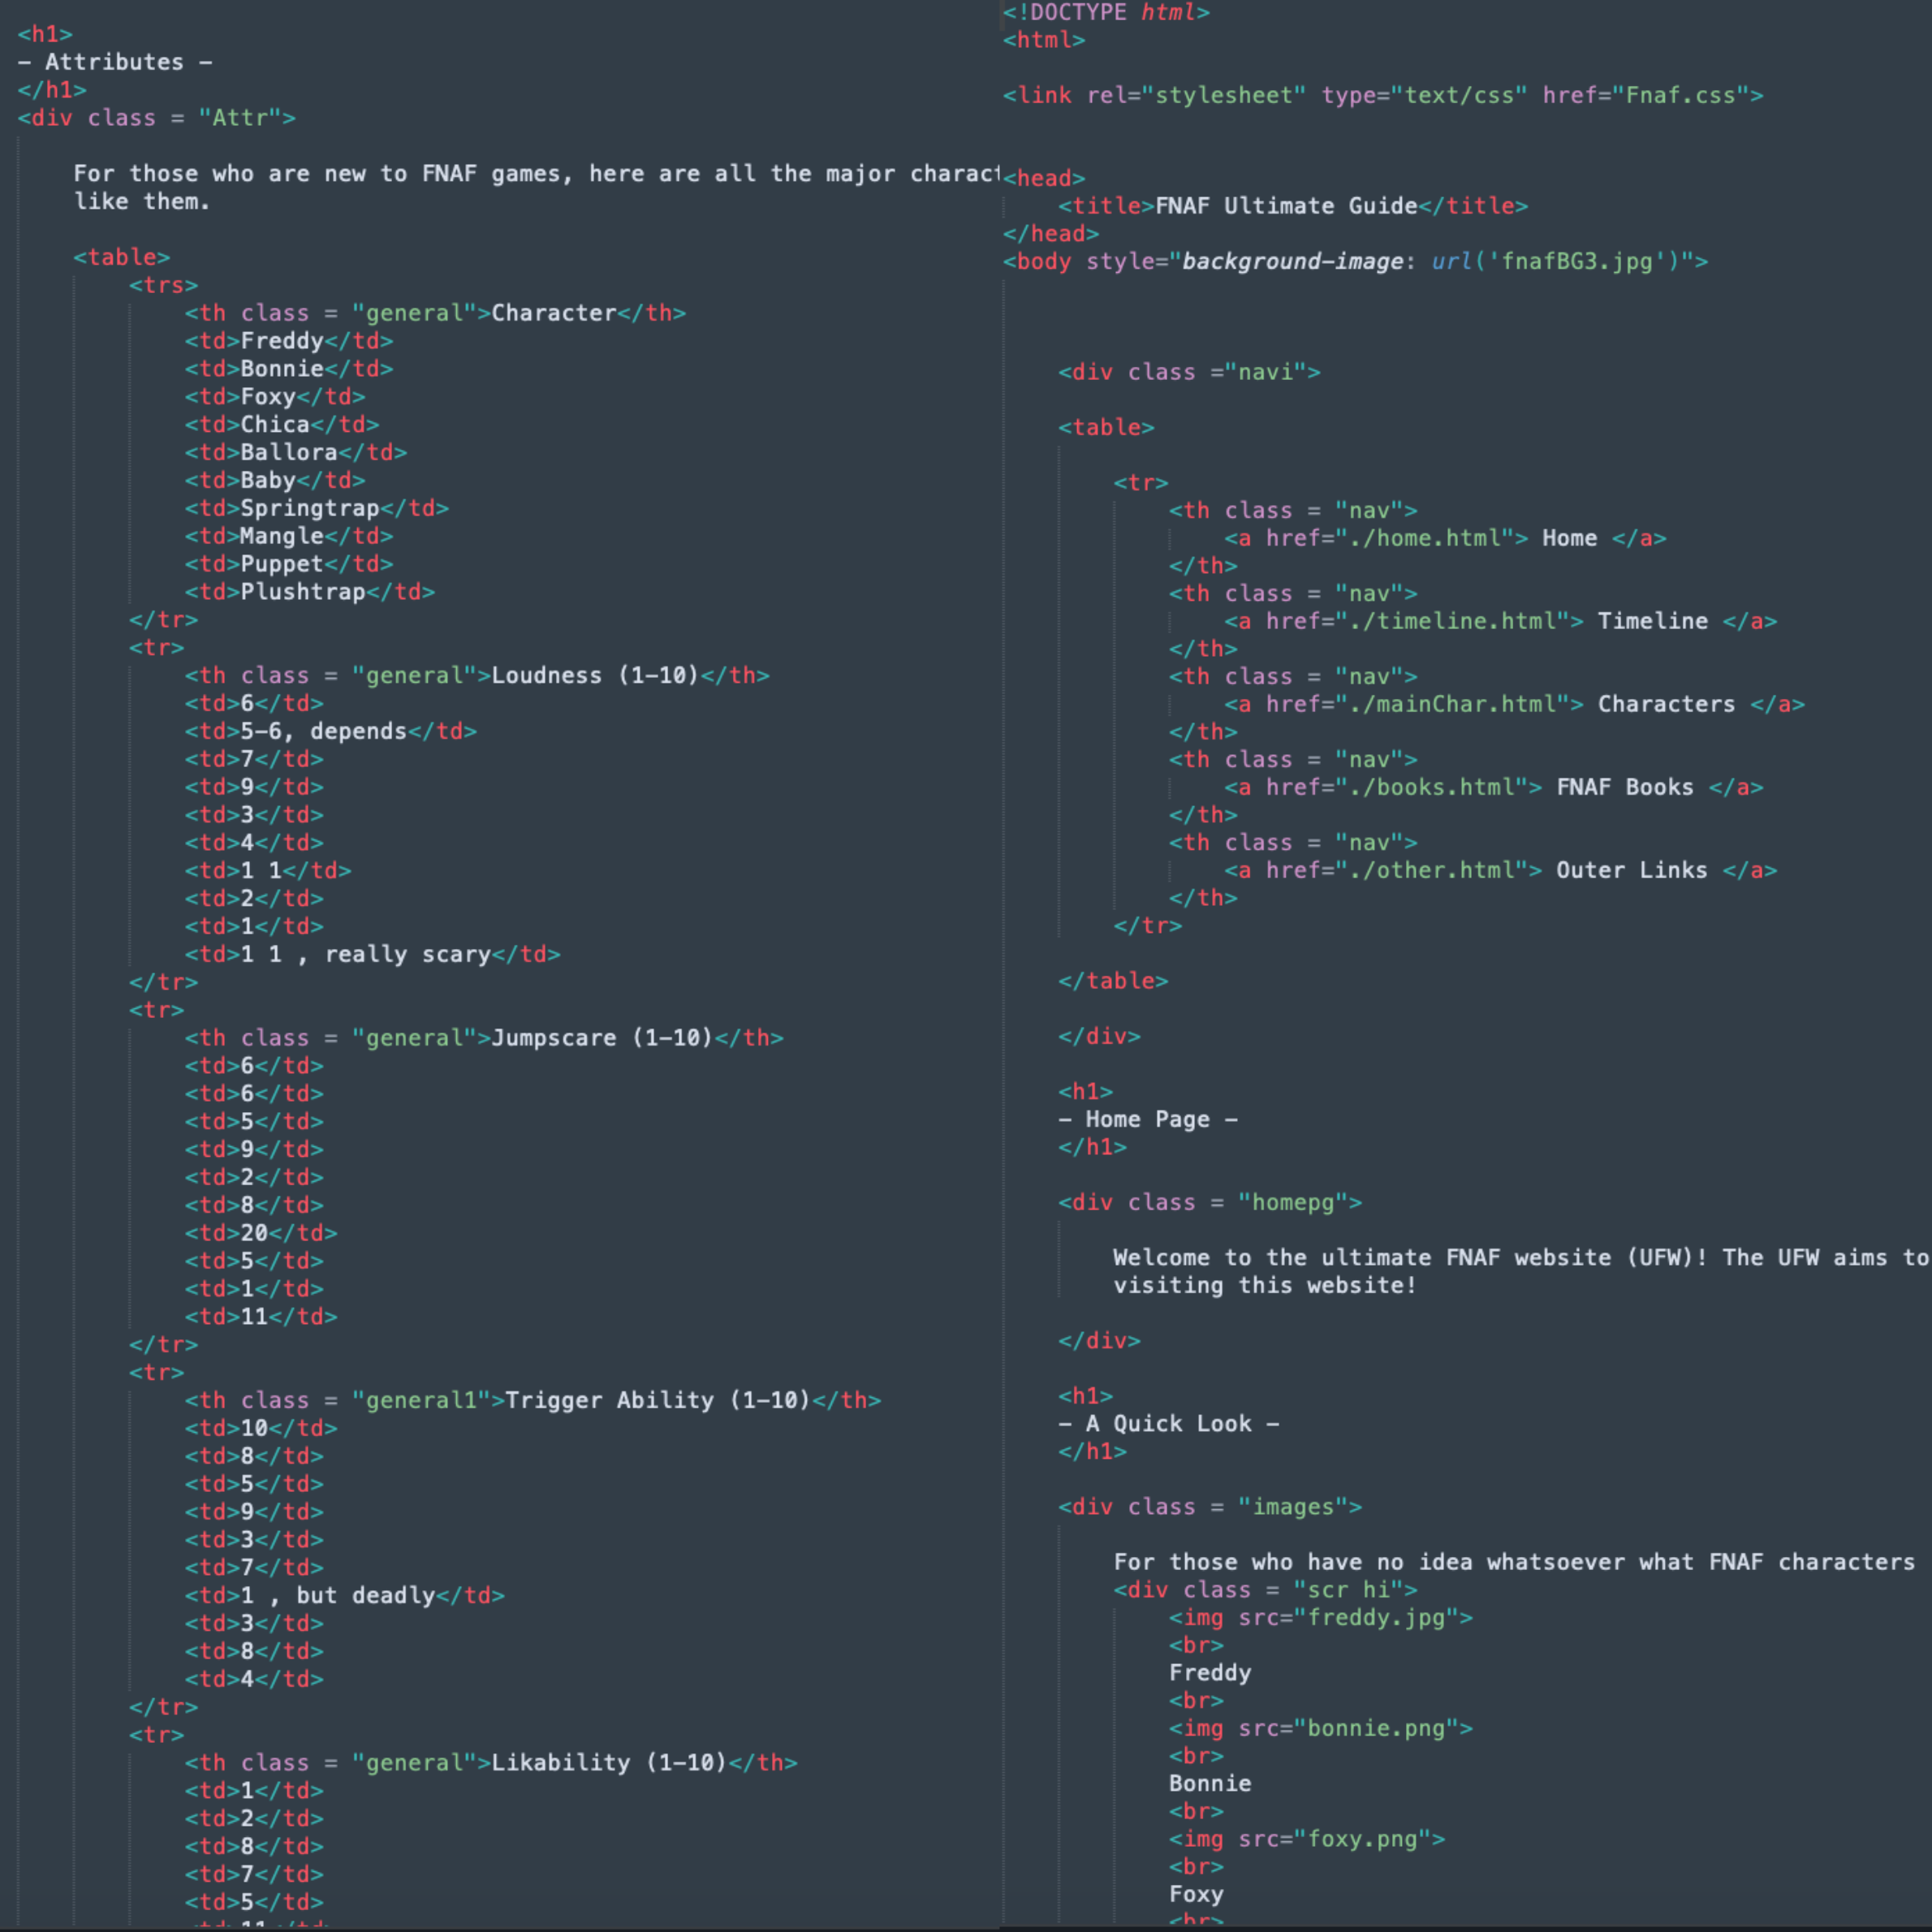 <h1>
– Attributes –
</h1>
<div class = "Attr">
For those who are new to FNAF games, here are all the major
like them.
<table>
<trs>
<th class = "general">Character</th>
<td>Freddy</td>
<td>Bonnie</td>
<td>Foxy</td>
<td>Chica</td>
<td>Ballora</td>
<td>Baby</td>
<td>Springtrap</td>
<td>Mangle</td>
<td>Puppet</td>
<td>Plushtrap</td>
</tr>
<tr>
<th class = "general">Loudness (1–10)</th>
<td>6</td>
<td>5–6, depends</td>
<td>7</td>
<td>9</td>
<td>3</td>
<td>4</td>
<td>1 1</td>
<td>2</td>
<td>1</td>
<td>1 1 , really scary</td>
</tr>
<tr>
<th class = "general">Jumpscare (1–10)</th>
<td>6</td>
<td>6</td>
<td>5</td>
<td>9</td>
<td>2</td>
<td>8</td>
<td>20</td>
<td>5</td>
<td>1</td>
<td>11</td>
</tr>
<tr>
<th class = "general1">Trigger Ability (1–10)</th>
<td>10</td>
<td>8</td>
<td>5</td>
<td>9</td>
<td>3</td>
<td>7</td>
<td>1 , but deadly</td>
<td>3</td>
<td>8</td>
<td>4</td>
</tr>
<tr>
<th class = "general">Likability (1–10)</th>
<td>1</td>
<td>2</td>
<td>8</td>
<td>7</td>
<td>5</td>
<!DOCTYPE html>
<html>
<link rel="stylesheet" type="text/css" href="Fnaf.css">
<head>
<title>FNAF Ultimate Guide</title>
</head>
<body style="background–image: url('fnafBG3.jpg')">
<div class ="navi">
<table>
<tr>
<th class = "nav">
<a href="./home.html"> Home </a>
</th>
<th class = "nav">
<a href="./timeline.html"> Timeline </a>
</th>
<th class = "nav">
<a href="./mainChar.html"> Characters </a>
</th>
<th class = "nav">
<a href="./books.html"> FNAF Books </a>
</th>
<th class = "nav">
<a href="./other.html"> Outer Links </a>
</th>
</tr>
</table>
</div>
<h1>
– Home Page –
</h1>
<div class = "homepg">
Welcome to the ultimate FNAF website (UFW)! The UFW aims to
visiting this website!
</div>
<h1>
– A Quick Look –
</h1>
<div class = "images">
For those who have no idea whatsoever what FNAF characters
<div class = "scr hi">
<img src="freddy.jpg">
<br>
Freddy
<br>
<img src="bonnie.png">
<br>
Bonnie
<br>
<img src="foxy.png">
<br>
Foxy
<br>